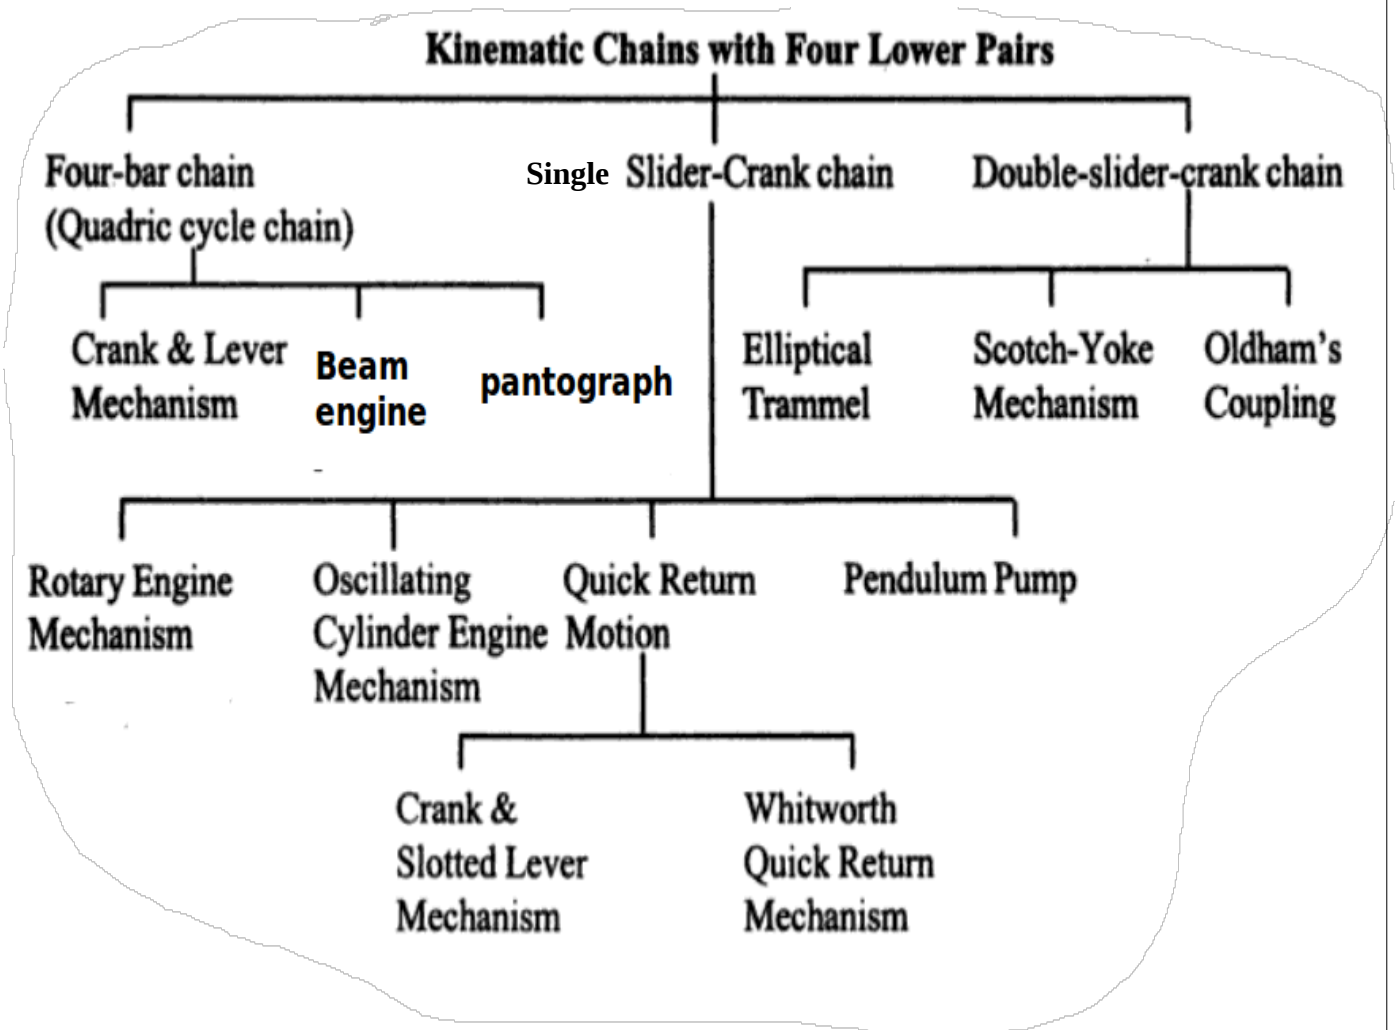 Kinematic Chains with Four Lower Pairs
Four-bar chain
(Quadric cycle chain)
Single Slider-Crank chain
Double-slider-crank chain
Crank & Lever
Mechanism
Beam
engine
pantograph
Elliptical
Trammel
Scotch-Yoke
Mechanism
Oldham's
Coupling
Rotary Engine
Mechanism
Oscillating
Cylinder Engine
Mechanism
Quick Return
Motion
Pendulum Pump
Crank &
Slotted Lever
Mechanism
Whitworth
Quick Return
Mechanism